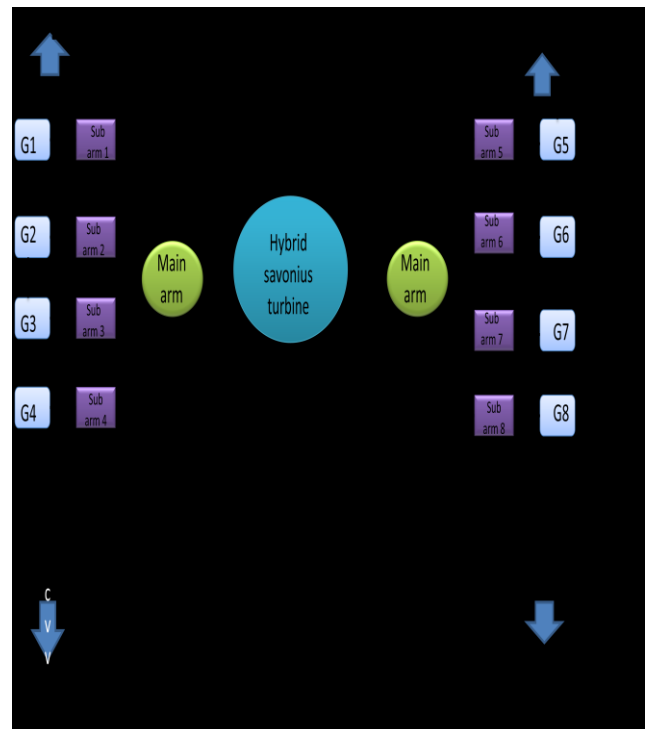 G1
Sub
arm 1
Sub
arm 5
G5
G2
Sub
arm 2
Main
arm
Hybrid
savonius
turbine
Main
arm
Sub
arm 6
G6
G3
Sub
arm 3
Sub
arm 7
G7
G4
Sub
arm 4
Sub
arm 8
G8
C
V
V